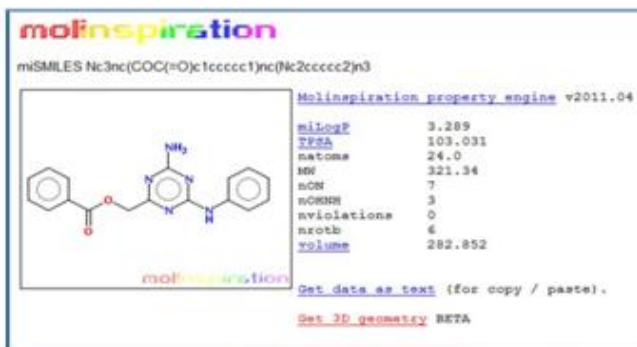 molinspiration
miSMILES Nc3nc(COC(=O)c1ccccc1)nc(Nc2ccccc2)n3
NH₂
N
N
O
N
N
H
O
molinspiration
Molinspiration property engine v2011.04
miLogP 3.289
TPSA 103.031
natoms 24.0
MW 321.34
nON 7
nOHNH 3
nviolations 0
nrotb 6
volume 282.852
Get data as text (for copy / paste).
Get 3D geometry BETA